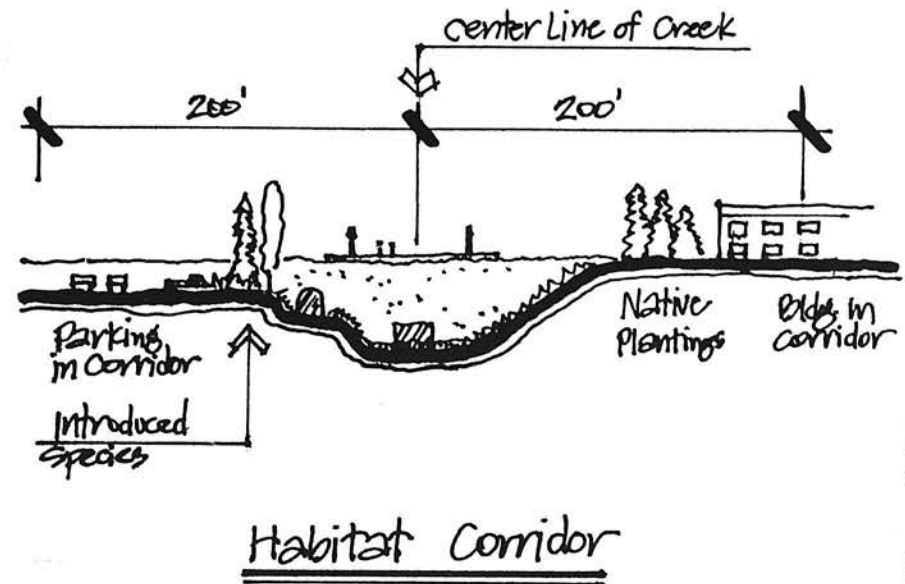 Center Line of Creek
200'
200'
Parking
in Corridor
Native
Plantings
Bldg. in
Corridor
Introduced
Species
Habitat Corridor